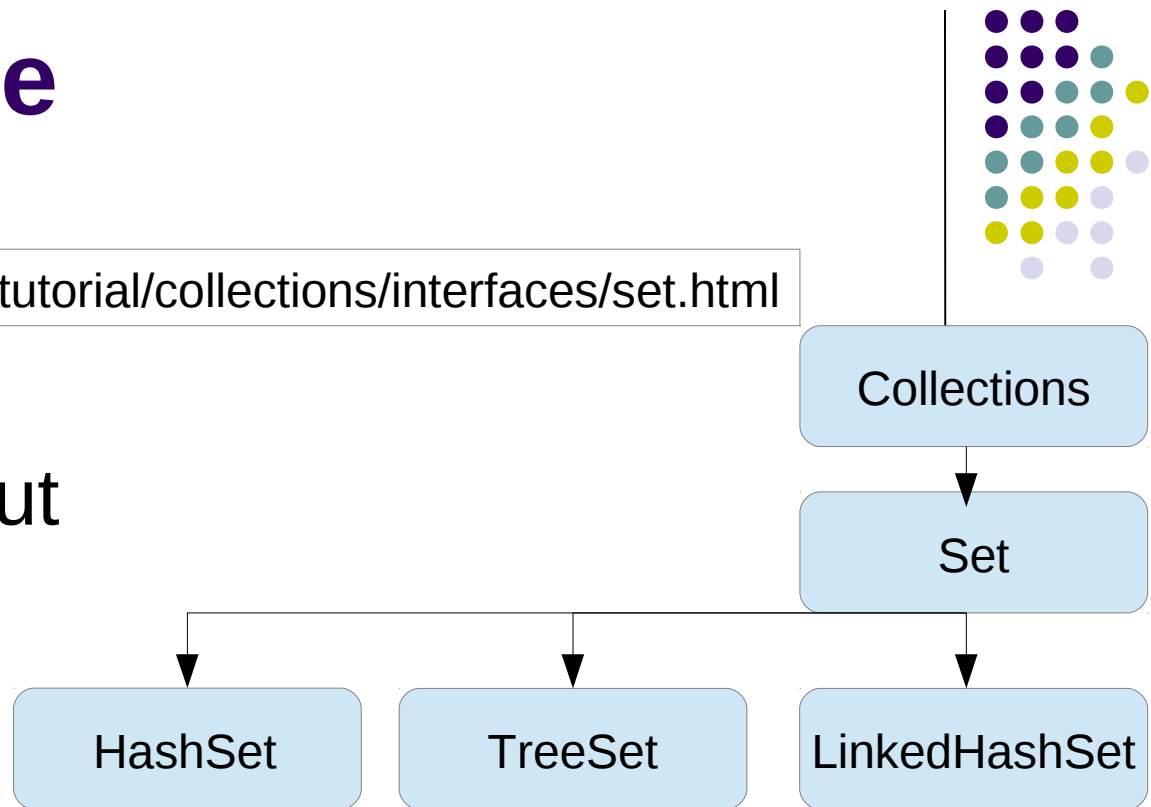 e
tutorial/collections/interfaces/set.html
Collections
ut
Set
HashSet
TreeSet
LinkedHashSet